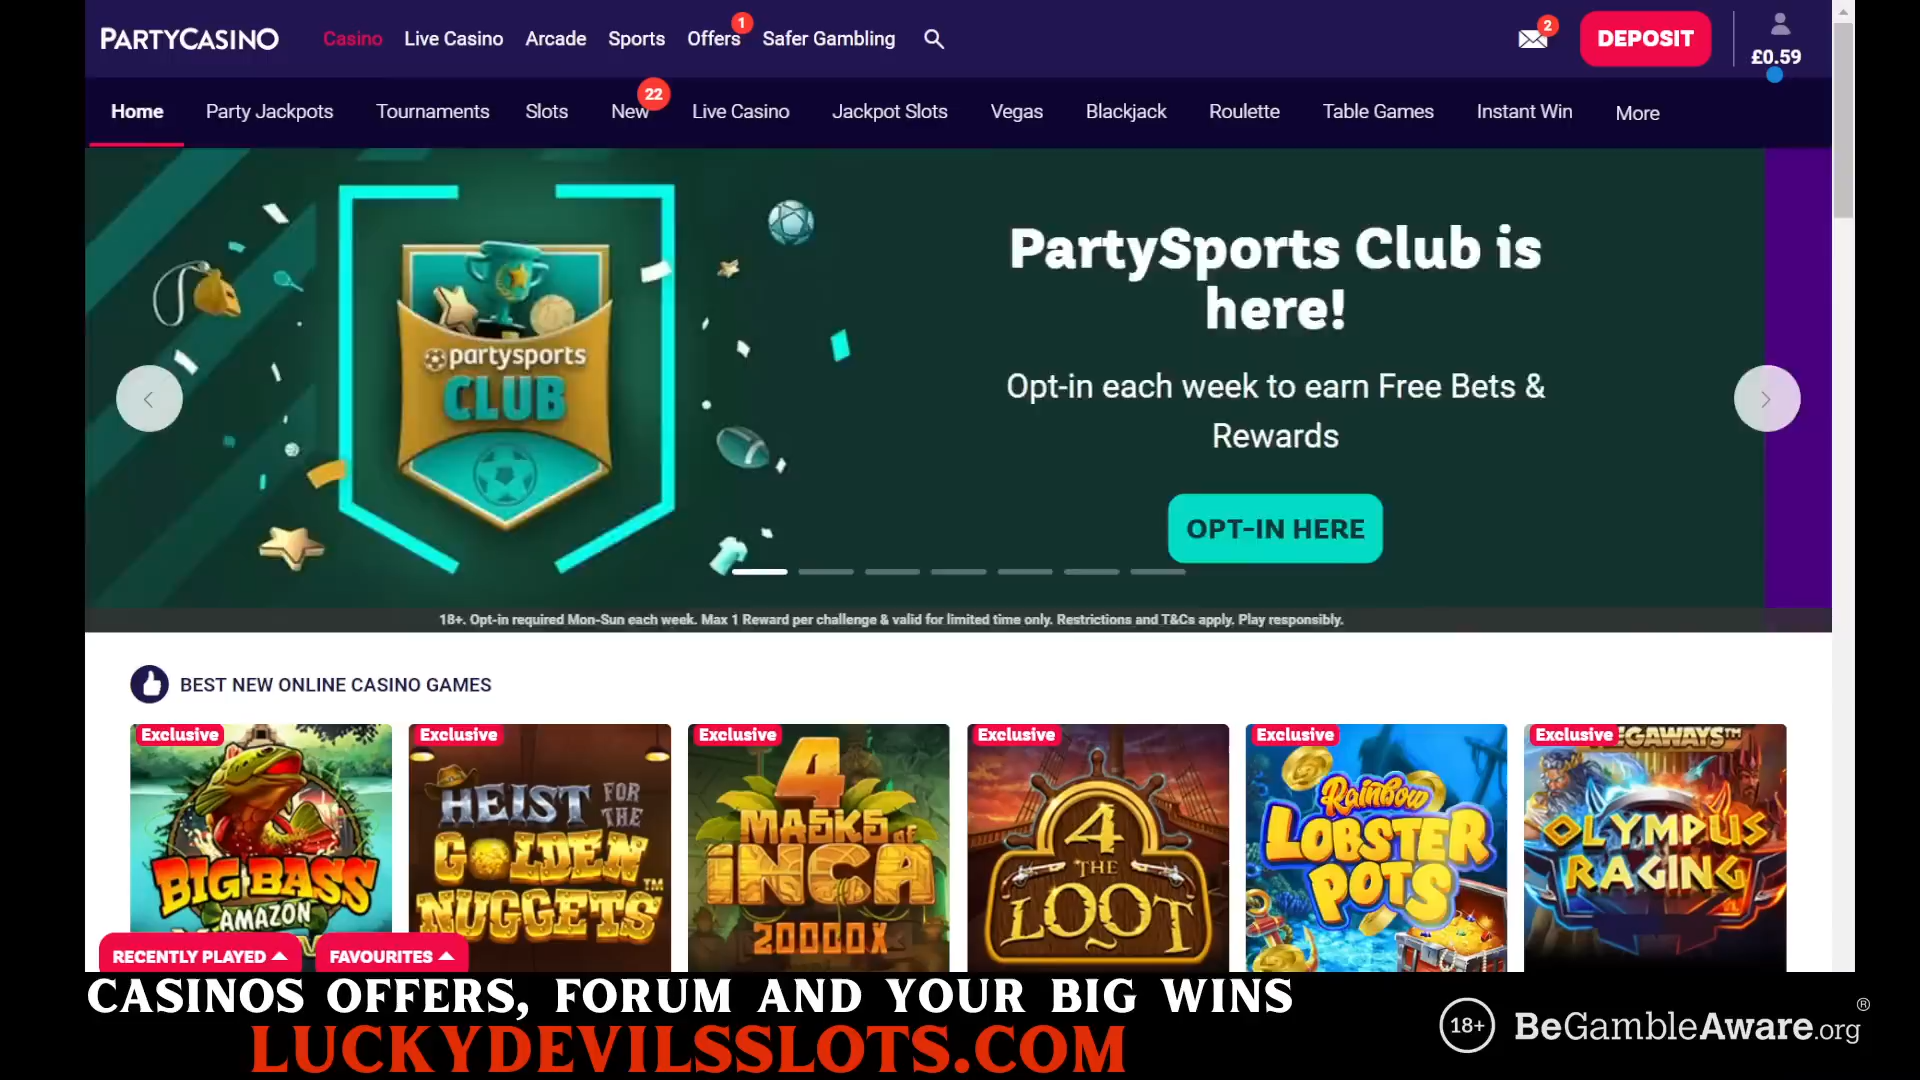 PARTYCASINO
Casino
Live Casino
Arcade
Sports
Offers
1
Safer Gambling
2
DEPOSIT
£0.59
Home
Party Jackpots
Tournaments
Slots
New
22
Live Casino
Jackpot Slots
Vegas
Blackjack
Roulette
Table Games
Instant Win
More
partysports
CLUB
PartySports Club is
here!
Opt-in each week to earn Free Bets &
Rewards
OPT-IN HERE
18+. Opt-in required Mon-Sun each week. Max 1 Reward per challenge & valid for limited time only. Restrictions and T&Cs apply. Play responsibly.
BEST NEW ONLINE CASINO GAMES
Exclusive
BIG BASS
AMAZON
Exclusive
HEIST FOR THE
GOLDEN
NUGGETS™
Exclusive
4
MASKS of
INCA
20000X
Exclusive
4
THE
LOOT
Exclusive
Rainbow
LOBSTER
POTS
Exclusive
OLYMPUS
RAGING
RECENTLY PLAYED
FAVOURITES
CASINOS OFFERS, FORUM AND YOUR BIG WINS
LUCKYDEVILSSLOTS.COM
18+
BeGambleAware.org®